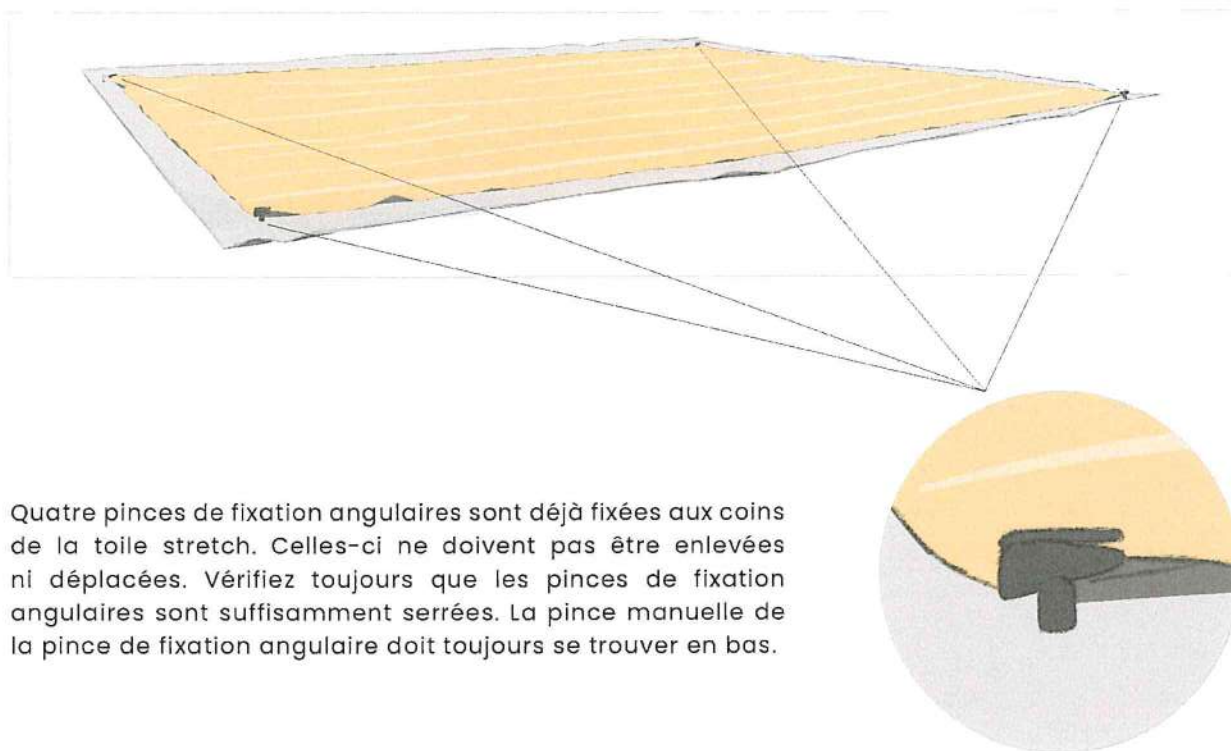 Quatre pinces de fixation angulaires sont déjà fixées aux coins
de la toile stretch. Celles-ci ne doivent pas être enlevées
ni déplacées. Vérifiez toujours que les pinces de fixation
angulaires sont suffisamment serrées. La pince manuelle de
la pince de fixation angulaire doit toujours se trouver en bas.